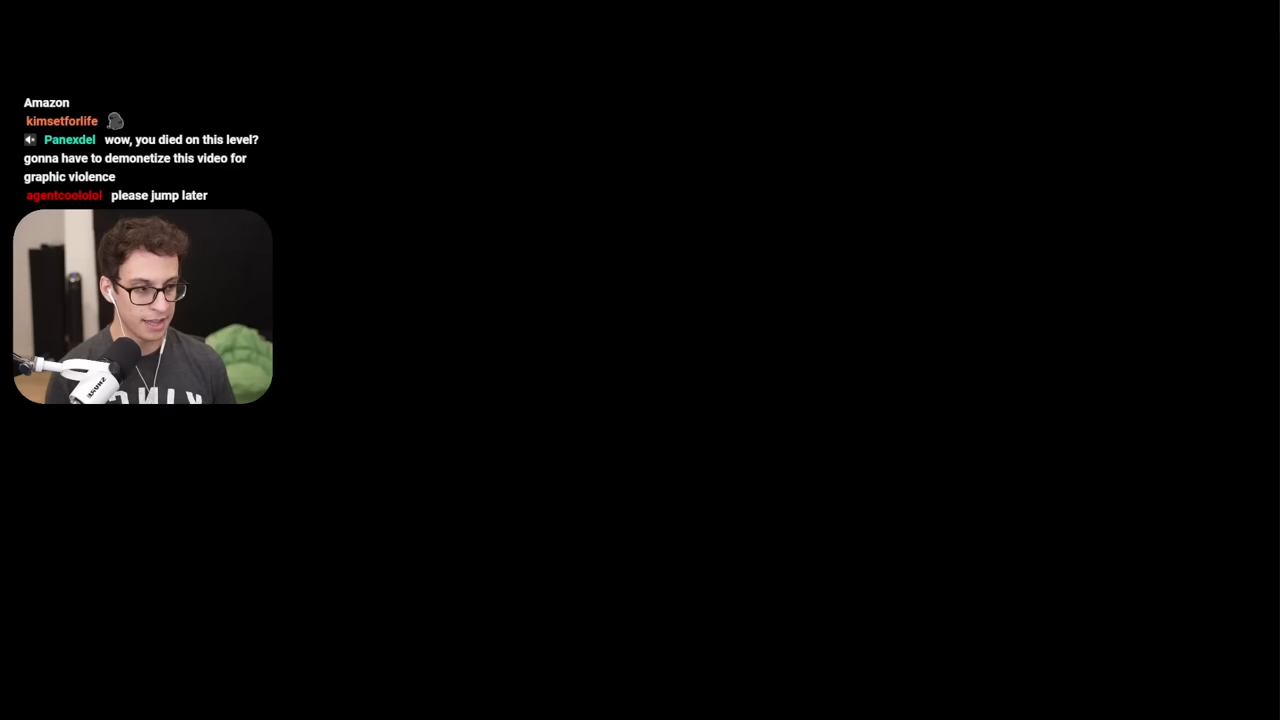 Amazon
kimsetforlife
Panexdel wow, you died on this level?
gonna have to demonetize this video for
graphic violence
agentcoololol please jump later